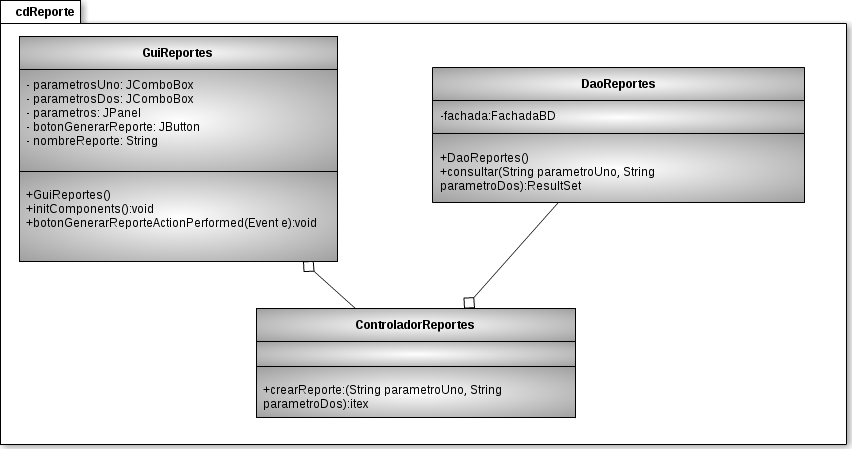 cdReporte
GuiReportes
- parametrosUno: JComboBox
- parametrosDos: JComboBox
- parametros: JPanel
- botonGenerarReporte: JButton
- nombreReporte: String
+GuiReportes()
+initComponents():void
+botonGenerarReporteActionPerformed(Event e):void
DaoReportes
-fachada:FachadaBD
+DaoReportes()
+consultar(String parametroUno, String
parametroDos):ResultSet
ControladorReportes
+crearReporte:(String parametroUno, String
parametroDos):itex